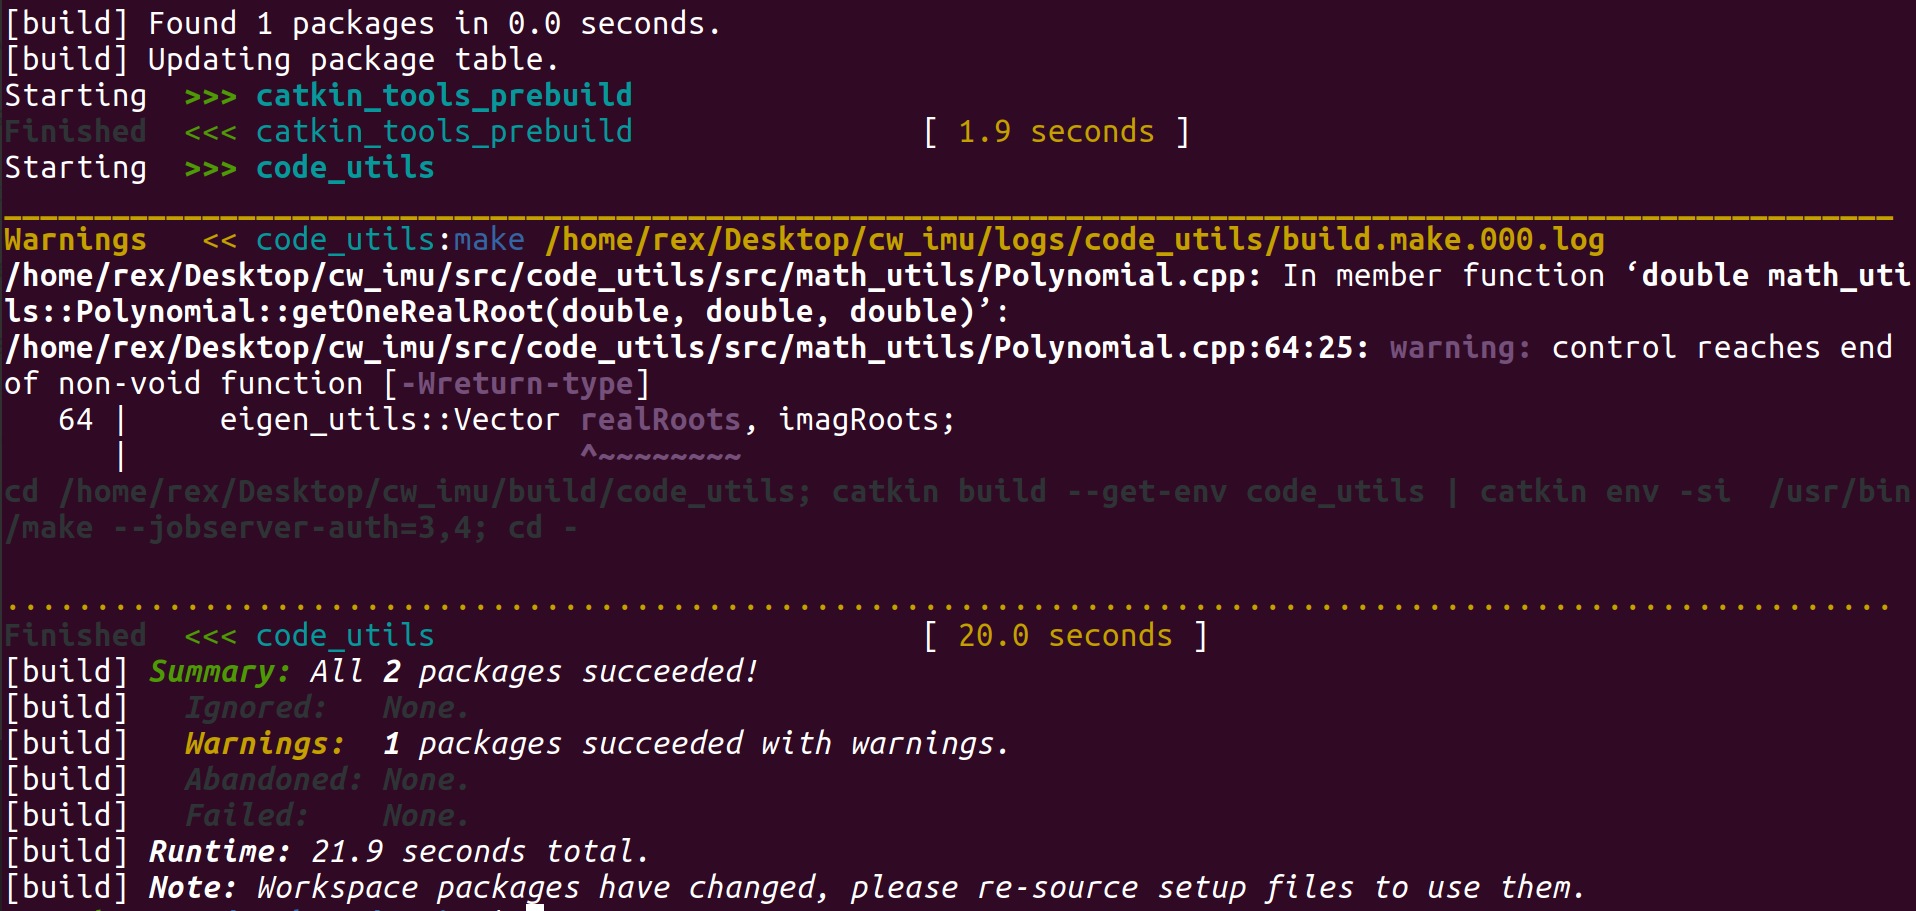 [build] Found 1 packages in 0.0 seconds.
[build] Updating package table.
Starting  >>> catkin_tools_prebuild
Finished  <<< catkin_tools_prebuild                [ 1.9 seconds ]
Starting  >>> code_utils
Warnings   << code_utils:make /home/rex/Desktop/cw_imu/logs/code_utils/build.make.000.log
/home/rex/Desktop/cw_imu/src/code_utils/src/math_utils/Polynomial.cpp: In member function ‘double math_uti
ls::Polynomial::getOneRealRoot(double, double, double)’:
/home/rex/Desktop/cw_imu/src/code_utils/src/math_utils/Polynomial.cpp:64:25: warning: control reaches end
of non-void function [-Wreturn-type]
   64 |     eigen_utils::Vector realRoots, imagRoots;
      |                         ^~~~~~~~~
cd /home/rex/Desktop/cw_imu/build/code_utils; catkin build --get-env code_utils | catkin env -si  /usr/bin
/make --jobserver-auth=3,4; cd -
Finished  <<< code_utils                           [ 20.0 seconds ]
[build] Summary: All 2 packages succeeded!
[build]   Ignored:   None.
[build]   Warnings:  1 packages succeeded with warnings.
[build]   Abandoned: None.
[build]   Failed:    None.
[build] Runtime: 21.9 seconds total.
[build] Note: Workspace packages have changed, please re-source setup files to use them.